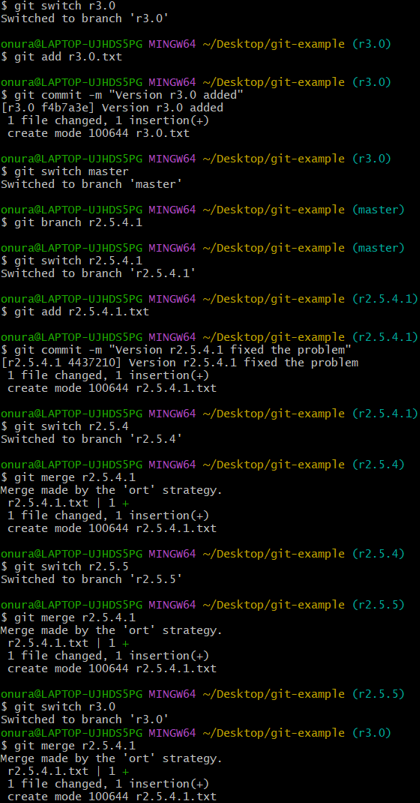 $ git switch r3.0
Switched to branch 'r3.0'
onura@LAPTOP-UJHDS5PG MINGW64 ~/Desktop/git-example (r3.0)
$ git add r3.0.txt
onura@LAPTOP-UJHDS5PG MINGW64 ~/Desktop/git-example (r3.0)
$ git commit -m "Version r3.0 added"
[r3.0 f4b7a3e] Version r3.0 added
1 file changed, 1 insertion(+)
create mode 100644 r3.0.txt
onura@LAPTOP-UJHDS5PG MINGW64 ~/Desktop/git-example (r3.0)
$ git switch master
Switched to branch 'master'
onura@LAPTOP-UJHDS5PG MINGW64 ~/Desktop/git-example (master)
$ git branch r2.5.4.1
onura@LAPTOP-UJHDS5PG MINGW64 ~/Desktop/git-example (master)
$ git switch r2.5.4.1
Switched to branch 'r2.5.4.1'
onura@LAPTOP-UJHDS5PG MINGW64 ~/Desktop/git-example (r2.5.4.1)
$ git add r2.5.4.1.txt
onura@LAPTOP-UJHDS5PG MINGW64 ~/Desktop/git-example (r2.5.4.1)
$ git commit -m "Version r2.5.4.1 fixed the problem"
[r2.5.4.1 4437210] Version r2.5.4.1 fixed the problem
1 file changed, 1 insertion(+)
create mode 100644 r2.5.4.1.txt
onura@LAPTOP-UJHDS5PG MINGW64 ~/Desktop/git-example (r2.5.4.1)
$ git switch r2.5.4
Switched to branch 'r2.5.4'
onura@LAPTOP-UJHDS5PG MINGW64 ~/Desktop/git-example (r2.5.4)
$ git merge r2.5.4.1
Merge made by the 'ort' strategy.
r2.5.4.1.txt | 1 +
1 file changed, 1 insertion(+)
create mode 100644 r2.5.4.1.txt
onura@LAPTOP-UJHDS5PG MINGW64 ~/Desktop/git-example (r2.5.4)
$ git switch r2.5.5
Switched to branch 'r2.5.5'
onura@LAPTOP-UJHDS5PG MINGW64 ~/Desktop/git-example (r2.5.5)
$ git merge r2.5.4.1
Merge made by the 'ort' strategy.
r2.5.4.1.txt | 1 +
1 file changed, 1 insertion(+)
create mode 100644 r2.5.4.1.txt
onura@LAPTOP-UJHDS5PG MINGW64 ~/Desktop/git-example (r2.5.5)
$ git switch r3.0
Switched to branch 'r3.0'
onura@LAPTOP-UJHDS5PG MINGW64 ~/Desktop/git-example (r3.0)
$ git merge r2.5.4.1
Merge made by the 'ort' strategy.
r2.5.4.1.txt | 1 +
1 file changed, 1 insertion(+)
create mode 100644 r2.5.4.1.txt